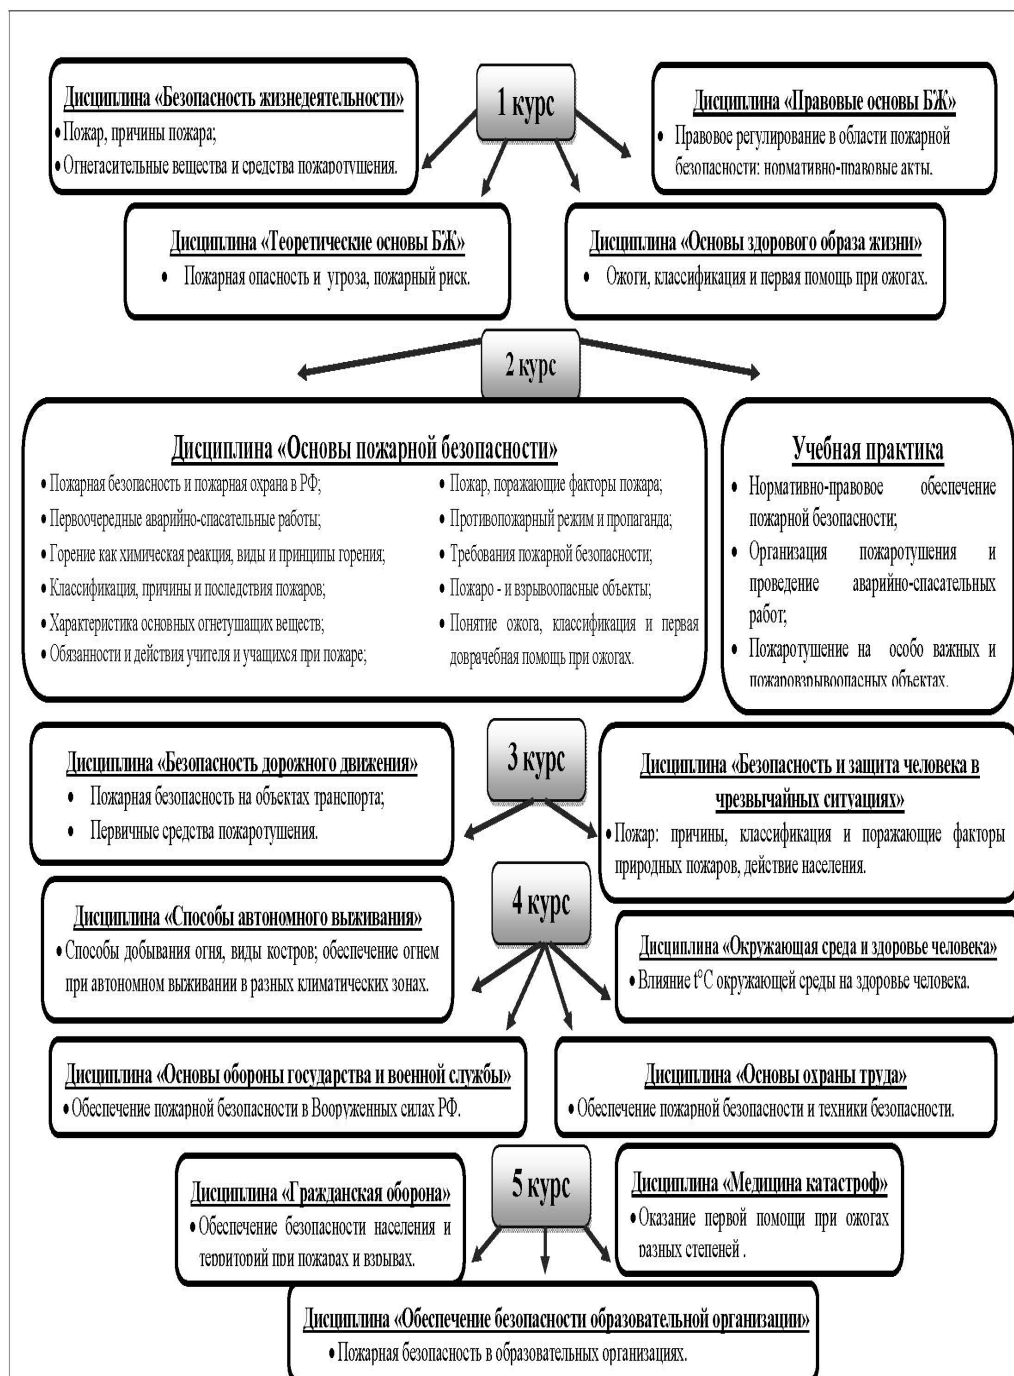 1 курс
Дисциплина «Безопасность жизнедеятельности»
• Пожар, причины пожара;
• Огнегасительные вещества и средства пожаротушения.
Дисциплина «Правовые основы БЖ»
• Правовое регулирование в области пожарной
безопасности: нормативно-правовые акты.
Дисциплина «Теоретические основы БЖ»
• Пожарная опасность и угроза, пожарный риск.
Дисциплина «Основы здорового образа жизни»
• Ожоги, классификация и первая помощь при ожогах.
2 курс
Дисциплина «Основы пожарной безопасности»
• Пожарная безопасность и пожарная охрана в РФ;
• Первоочередные аварийно-спасательные работы;
• Горение как химическая реакция, виды и принципы горения;
• Классификация, причины и последствия пожаров;
• Характеристика основных огнетушащих веществ;
• Обязанности и действия учителя и учащихся при пожаре;
• Пожар, поражающие факторы пожара;
• Противопожарный режим и пропаганда;
• Требования пожарной безопасности;
• Пожаро - и взрывоопасные объекты;
• Понятие ожога, классификация и первая
доврачебная помощь при ожогах.
Учебная практика
• Нормативно-правовое обеспечение
пожарной безопасности;
• Организация пожаротушения и
проведение аварийно-спасательных
работ;
• Пожаротушение на особо важных и
пожаровзрывоопасных объектах.
3 курс
Дисциплина «Безопасность дорожного движения»
• Пожарная безопасность на объектах транспорта;
• Первичные средства пожаротушения.
Дисциплина «Безопасность и защита человека в
чрезвычайных ситуациях»
• Пожар: причины, классификация и поражающие факторы
природных пожаров, действие населения.
4 курс
Дисциплина «Способы автономного выживания»
• Способы добывания огня, виды костров; обеспечение огнем
при автономном выживании в разных климатических зонах.
Дисциплина «Окружающая среда и здоровье человека»
• Влияние t°C окружающей среды на здоровье человека.
Дисциплина «Основы обороны государства и военной службы»
• Обеспечение пожарной безопасности в Вооруженных силах РФ.
Дисциплина «Основы охраны труда»
• Обеспечение пожарной безопасности и техники безопасности.
5 курс
Дисциплина «Гражданская оборона»
• Обеспечение безопасности населения и
территорий при пожарах и взрывах.
Дисциплина «Медицина катастроф»
• Оказание первой помощи при ожогах
разных степеней .
Дисциплина «Обеспечение безопасности образовательной организации»
• Пожарная безопасность в образовательных организациях.